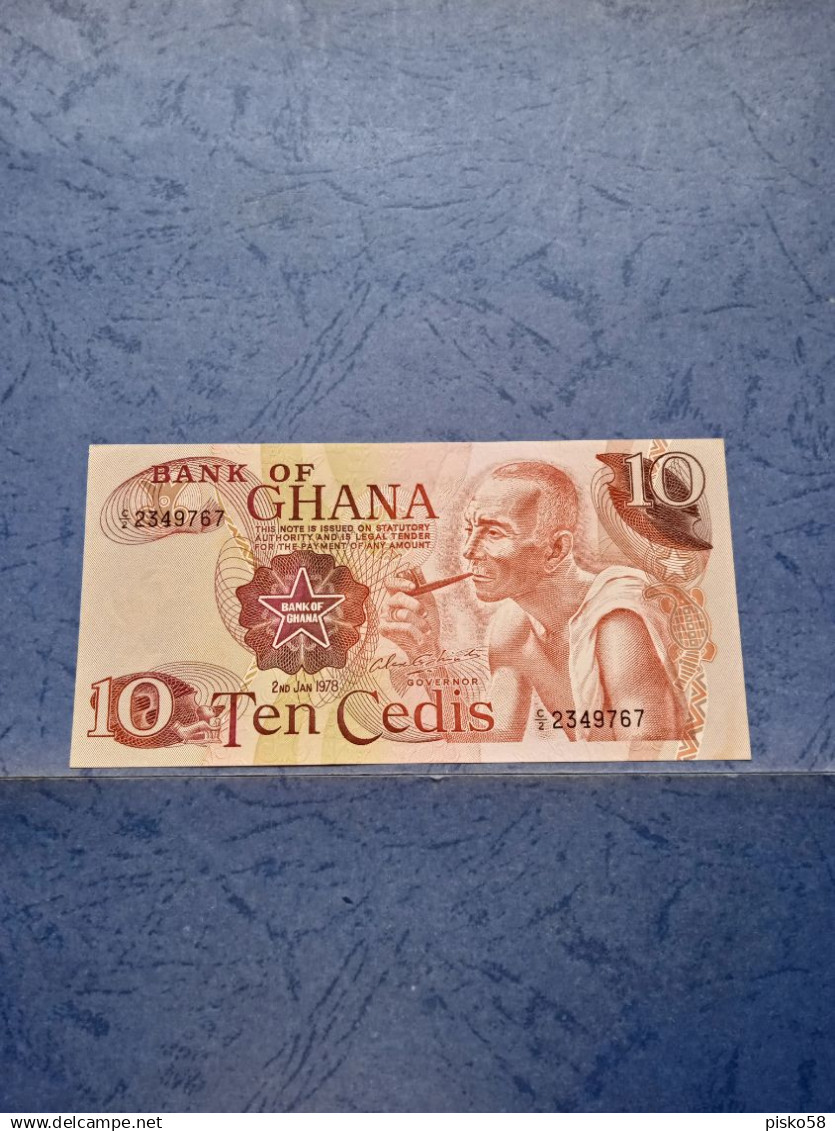 BANK OF
GHANA
C/2 2349767
THIS NOTE IS ISSUED ON STATUTORY
AUTHORITY AND IS LEGAL TENDER
FOR THE PAYMENT OF ANY AMOUNT
10
BANK OF
GHANA
2ND JAN 1978
GOVERNOR
10 Ten Cedis
C/2 2349767
delcampe.net
pisko58